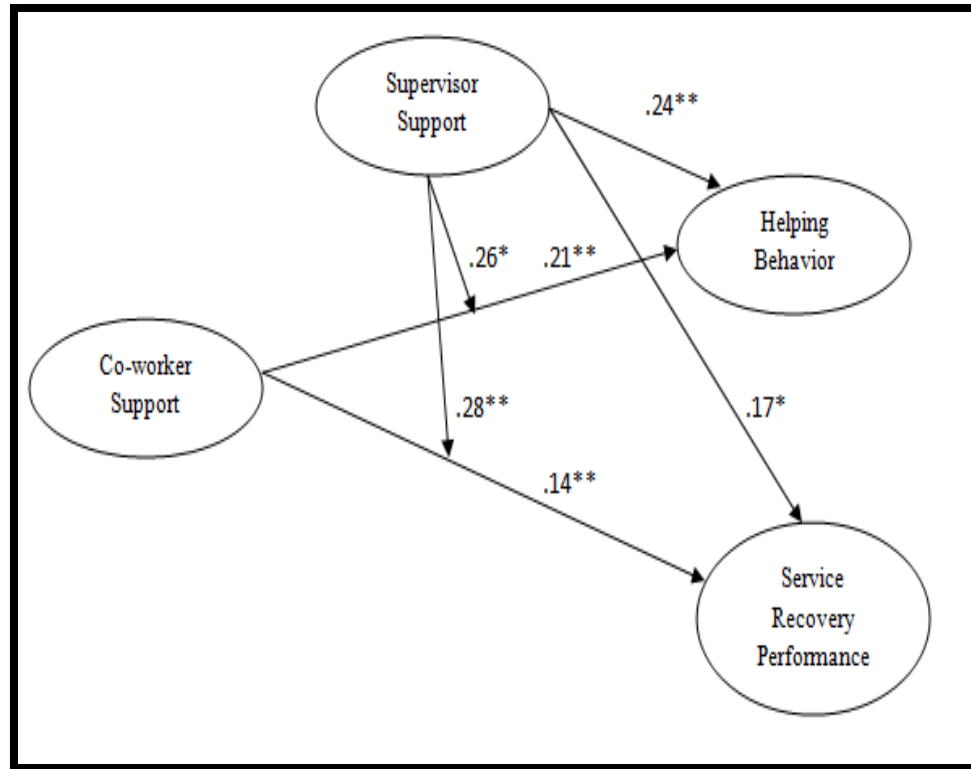 Supervisor
Support
.24**
Helping
Behavior
.26*
.21**
Co-worker
Support
.28**
.17*
.14**
Service
Recovery
Performance